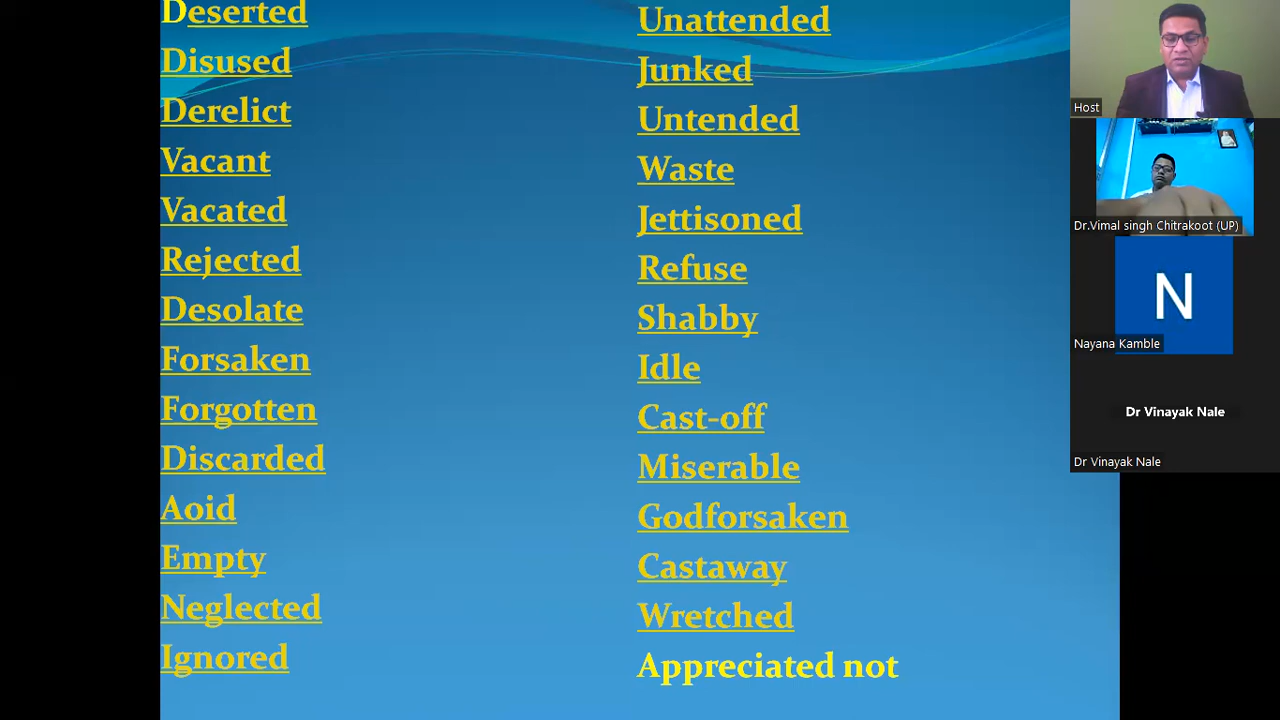 Deserted
Disused
Derelict
Vacant
Vacated
Rejected
Desolate
Forsaken
Forgotten
Discarded
Aoid
Empty
Neglected
Ignored
Unattended
Junked
Untended
Waste
Jettisoned
Refuse
Shabby
Idle
Cast-off
Miserable
Godforsaken
Castaway
Wretched
Appreciated not
Host
Dr.Vimal singh Chitrakoot (UP)
N
Nayana Kamble
Dr Vinayak Nale
Dr Vinayak Nale